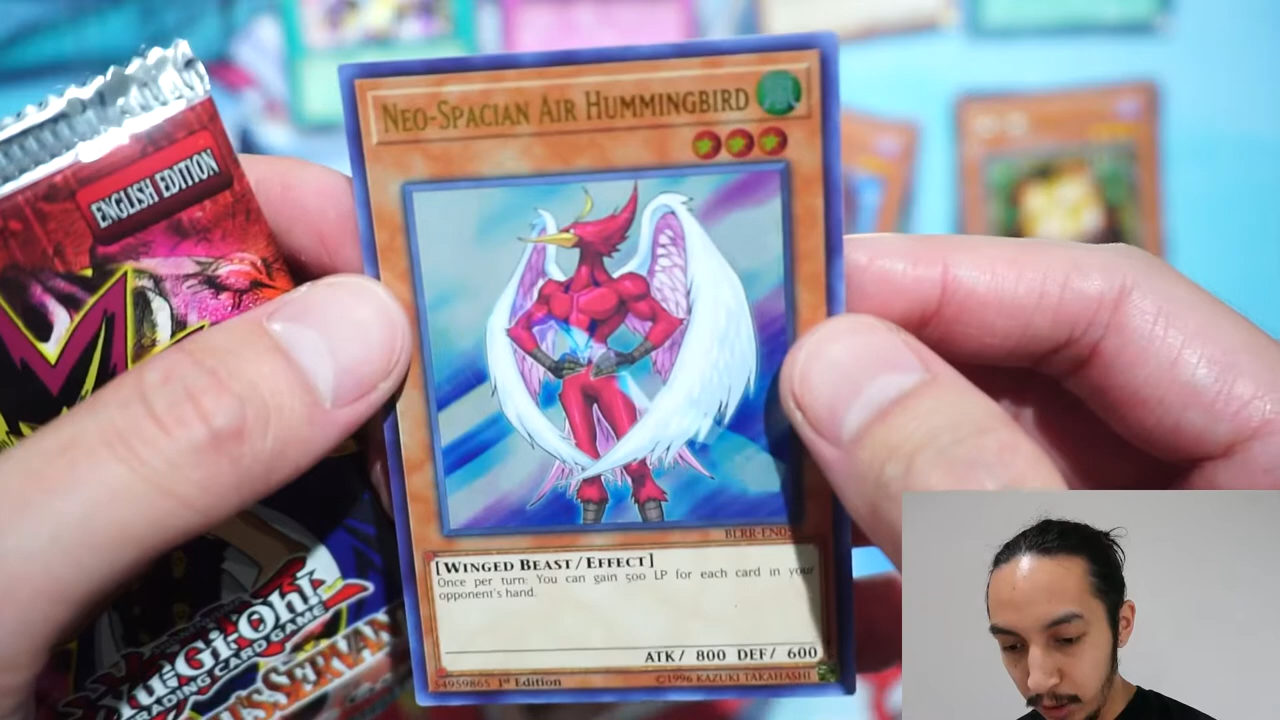 ENGLISH EDITION
NEO-SPACIAN AIR HUMMINGBIRD
風
BLRR-EN05
[WINGED BEAST/EFFECT]
Once per turn: You can gain 500 LP for each card in your
opponent's hand.
ATK/ 800 DEF/ 600
54959865 1st Edition
©1996 KAZUKI TAKAHASHI
Yu-Gi-Oh!
TRADING CARD GAME